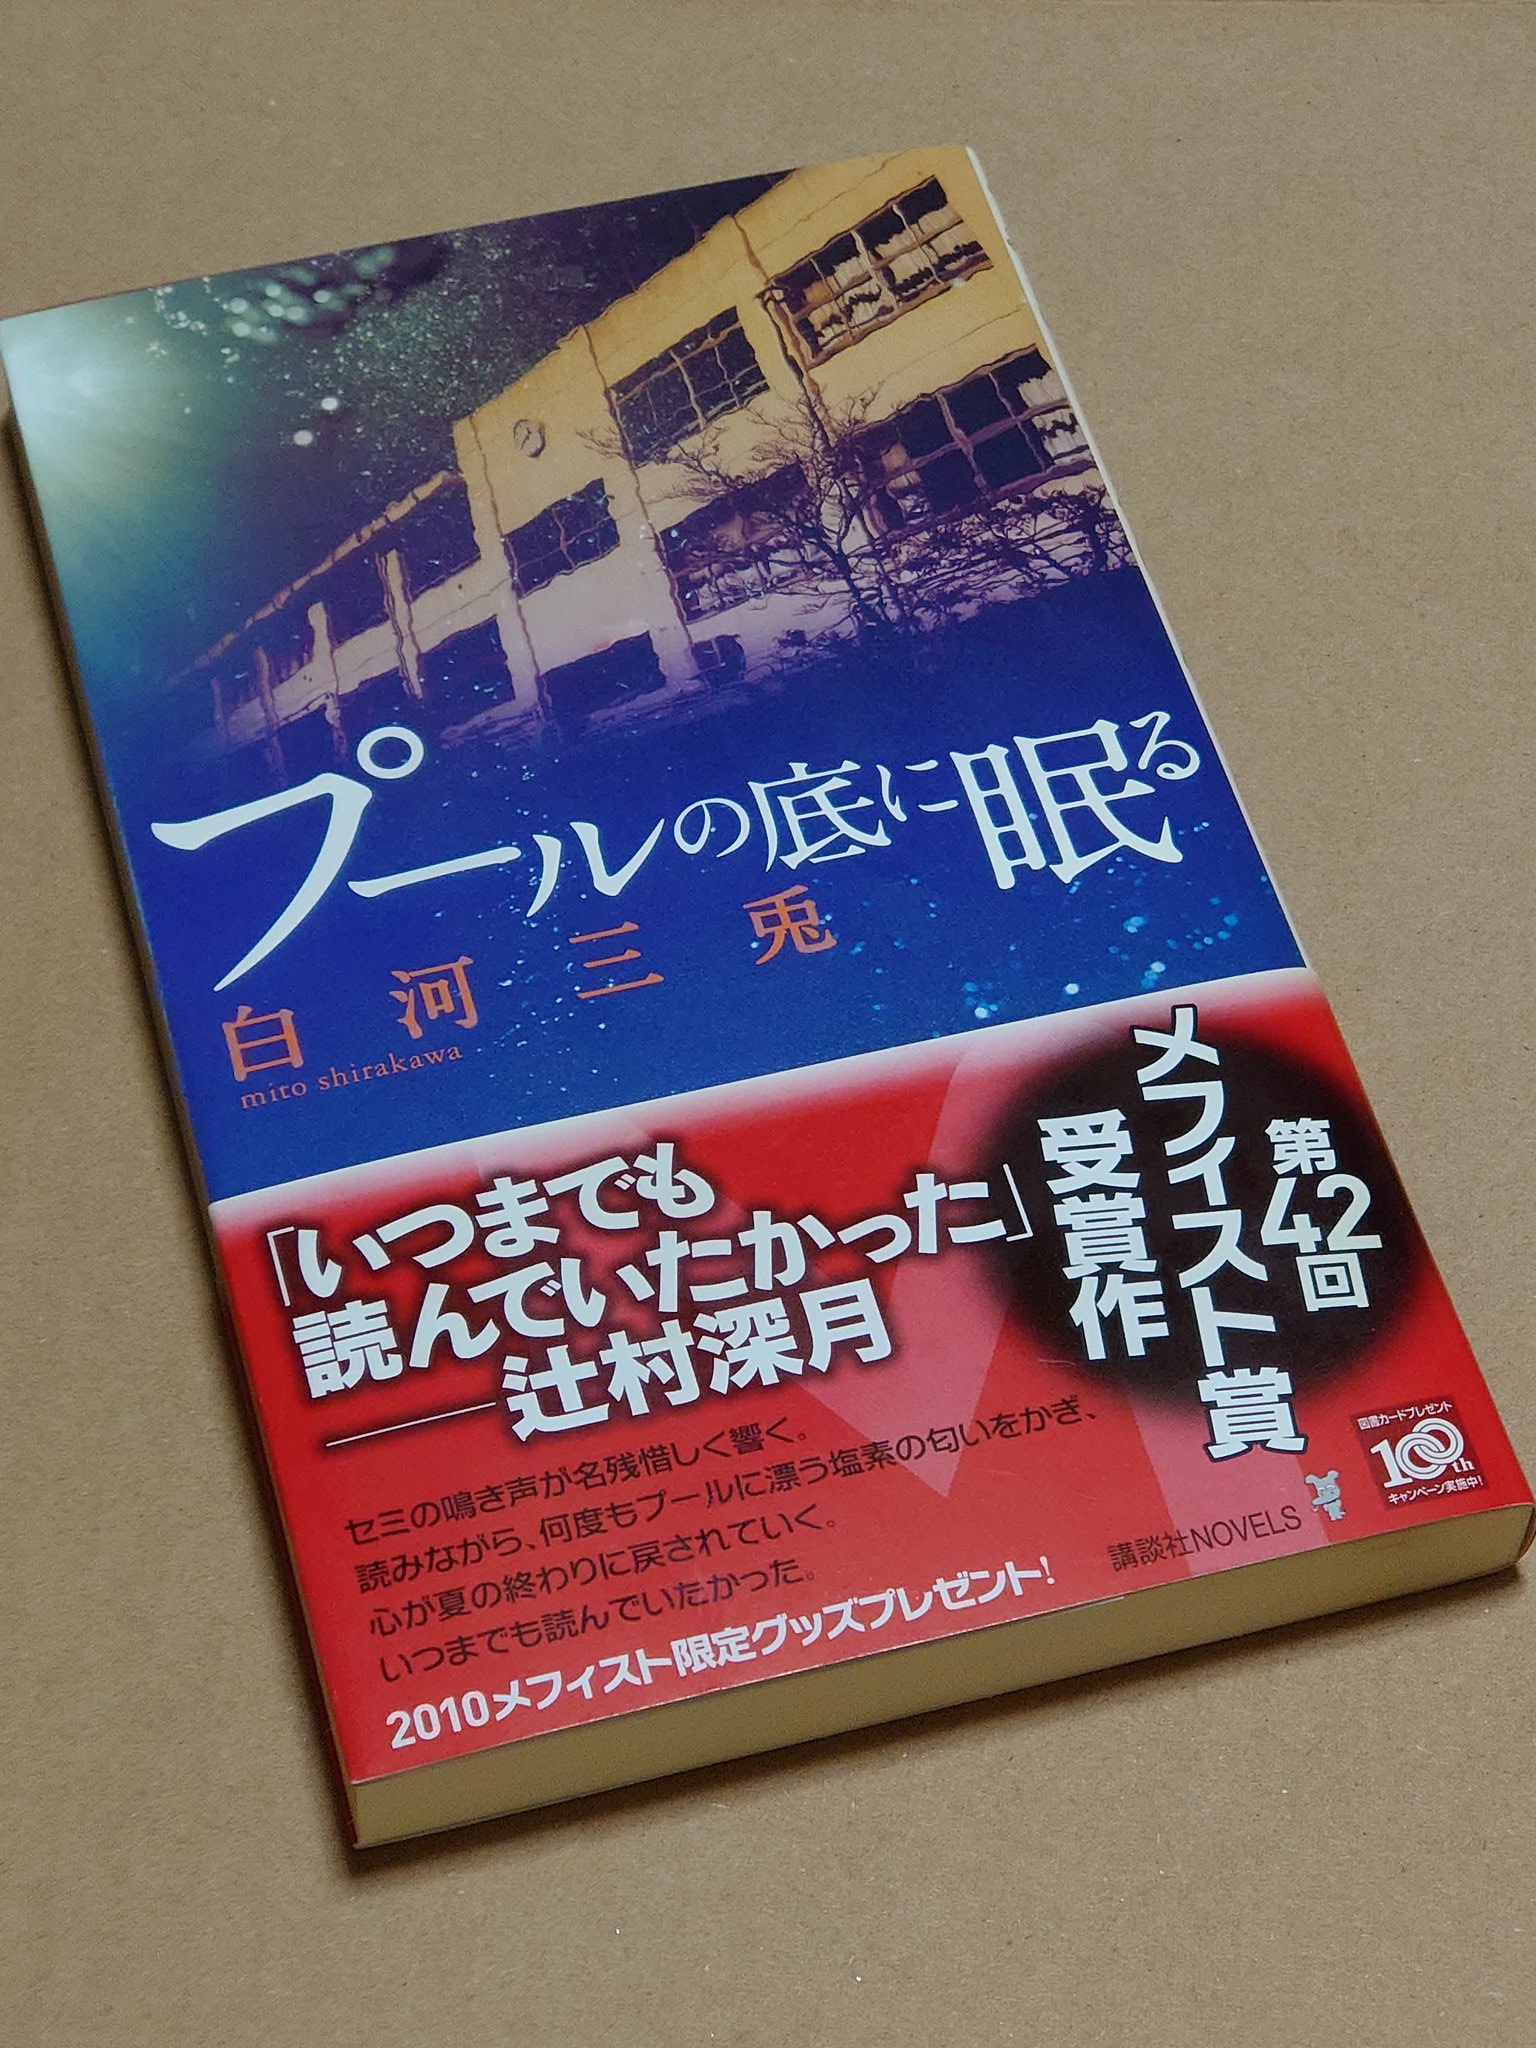 プールの底に眠る
白河三兎
mito shirakawa
第42回
メフィスト賞
受賞作
「いつまでも
読んでいたかった」
――辻村深月
セミの鳴き声が名残惜しく響く。
読みながら、何度もプールに漂う塩素の匂いをかぎ、
心が夏の終わりに戻されていく。
いつまでも読んでいたかった。
2010メフィスト限定グッズプレゼント!
講談社NOVELS
図書カードプレゼント
100th
キャンペーン実施中!